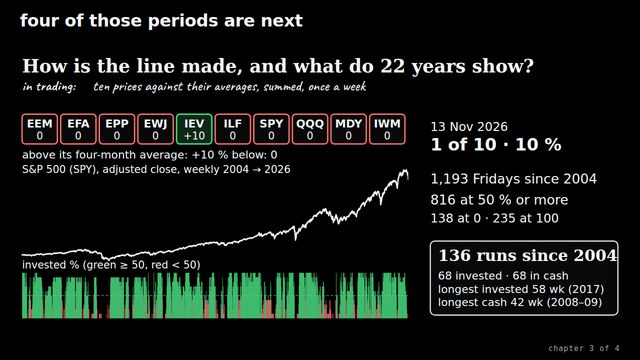 four of those periods are next
How is the line made, and what do 22 years show?
in trading: ten prices against their averages, summed, once a week
EEM EFA EPP EWJ IEV ILF SPY QQQ MDY IWM
0 0 0 0 +10 0 0 0 0 0
above its four-month average: +10 % below: 0
S&P 500 (SPY), adjusted close, weekly 2004 → 2026
invested % (green ≥ 50, red < 50)
13 Nov 2026
1 of 10 · 10 %
1,193 Fridays since 2004
816 at 50 % or more
138 at 0 · 235 at 100
136 runs since 2004
68 invested · 68 in cash
longest invested 58 wk (2017)
longest cash 42 wk (2008–09)
chapter 3 of 4